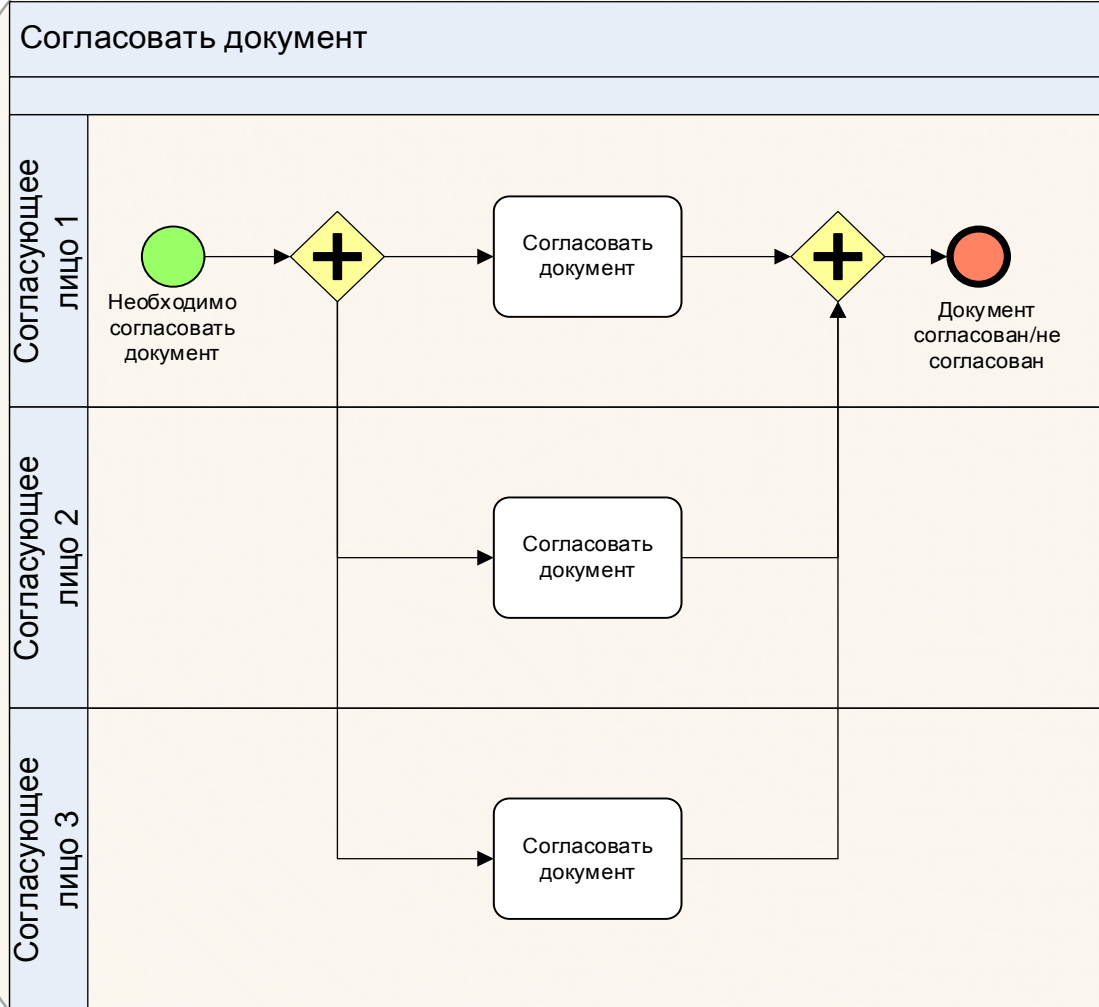 Согласовать документ
Согласующее
лицо 1
Необходимо
согласовать
документ
Согласовать
документ
Документ
согласован/не
согласован
Согласующее
лицо 2
Согласовать
документ
Согласующее
лицо 3
Согласовать
документ